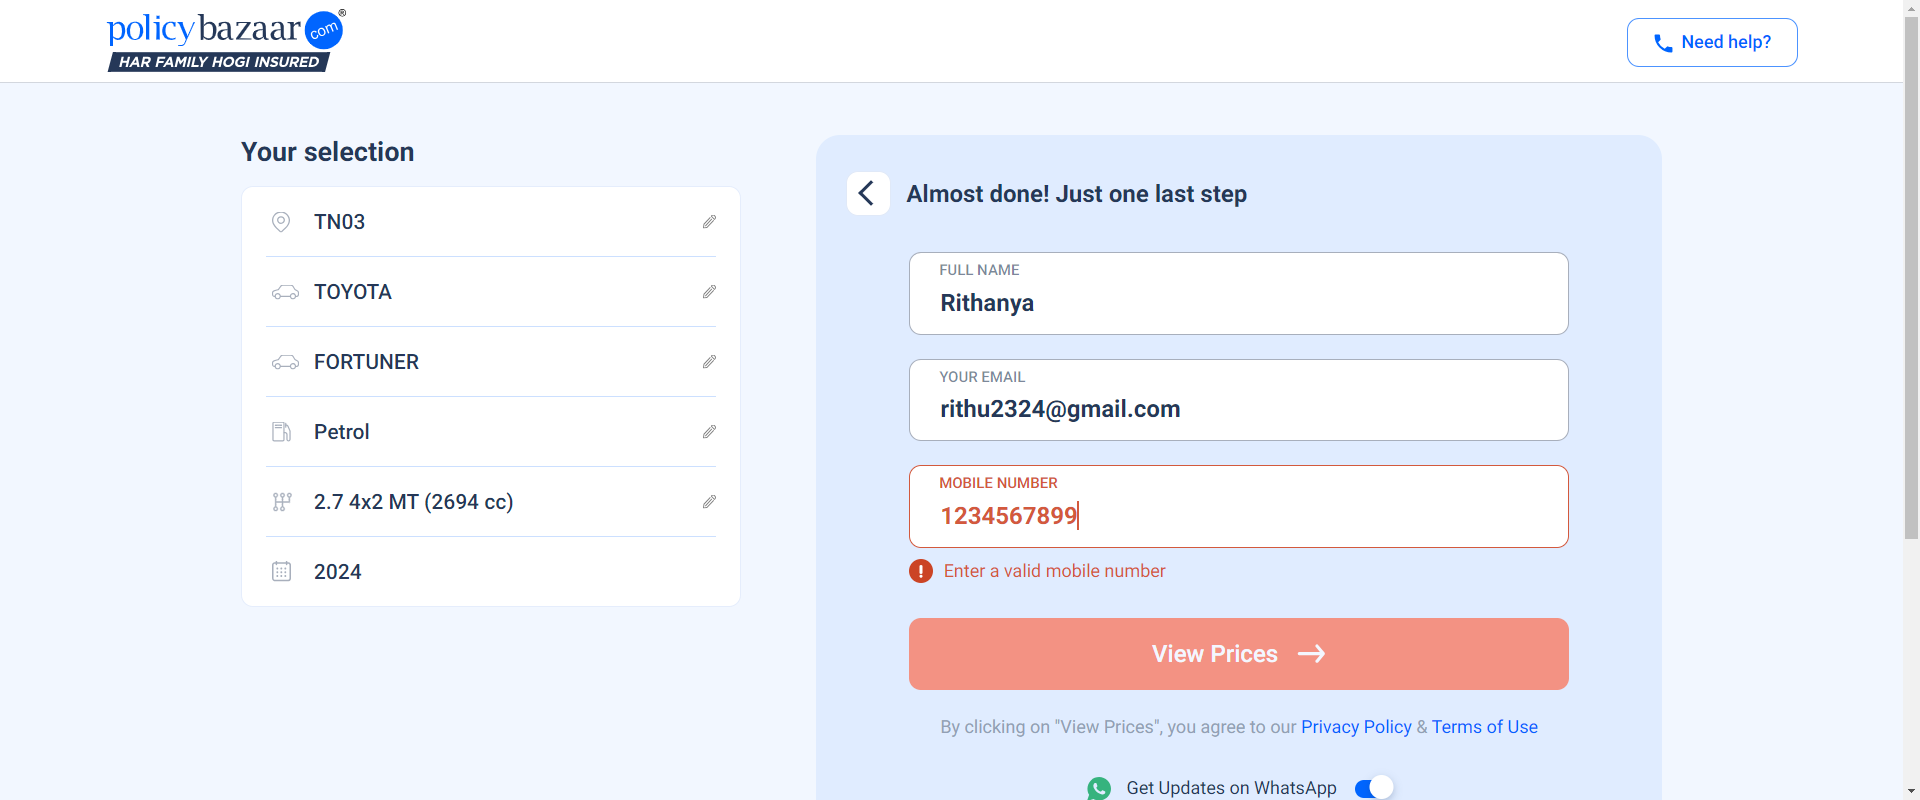 policybazaar.com®
HAR FAMILY HOGI INSURED
Need help?
Your selection
TN03
TOYOTA
FORTUNER
Petrol
2.7 4x2 MT (2694 cc)
2024
Almost done! Just one last step
FULL NAME
Rithanya
YOUR EMAIL
rithu2324@gmail.com
MOBILE NUMBER
1234567899
Enter a valid mobile number
View Prices
By clicking on "View Prices", you agree to our Privacy Policy & Terms of Use
Get Updates on WhatsApp